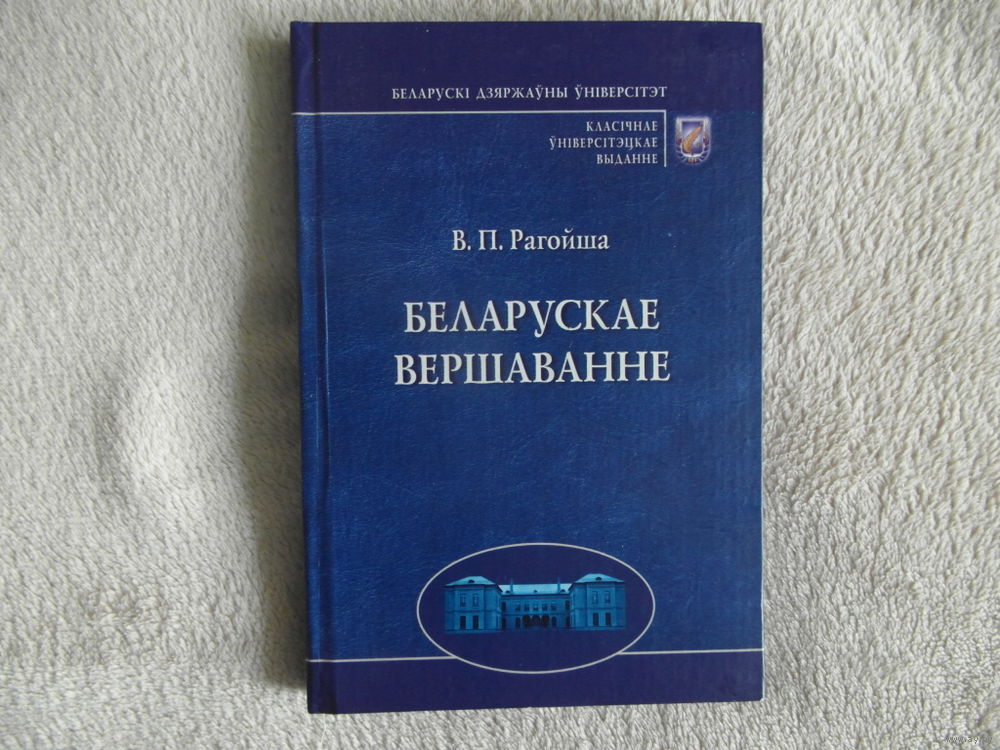 БЕЛАРУСКІ ДЗЯРЖАЎНЫ ЎНІВЕРСІТЭТ
КЛАСІЧНАЕ
ЎНІВЕРСІТЭЦКАЕ
ВЫДАННЕ
В. П. Рагойша
БЕЛАРУСКАЕ
ВЕРШАВАННЕ